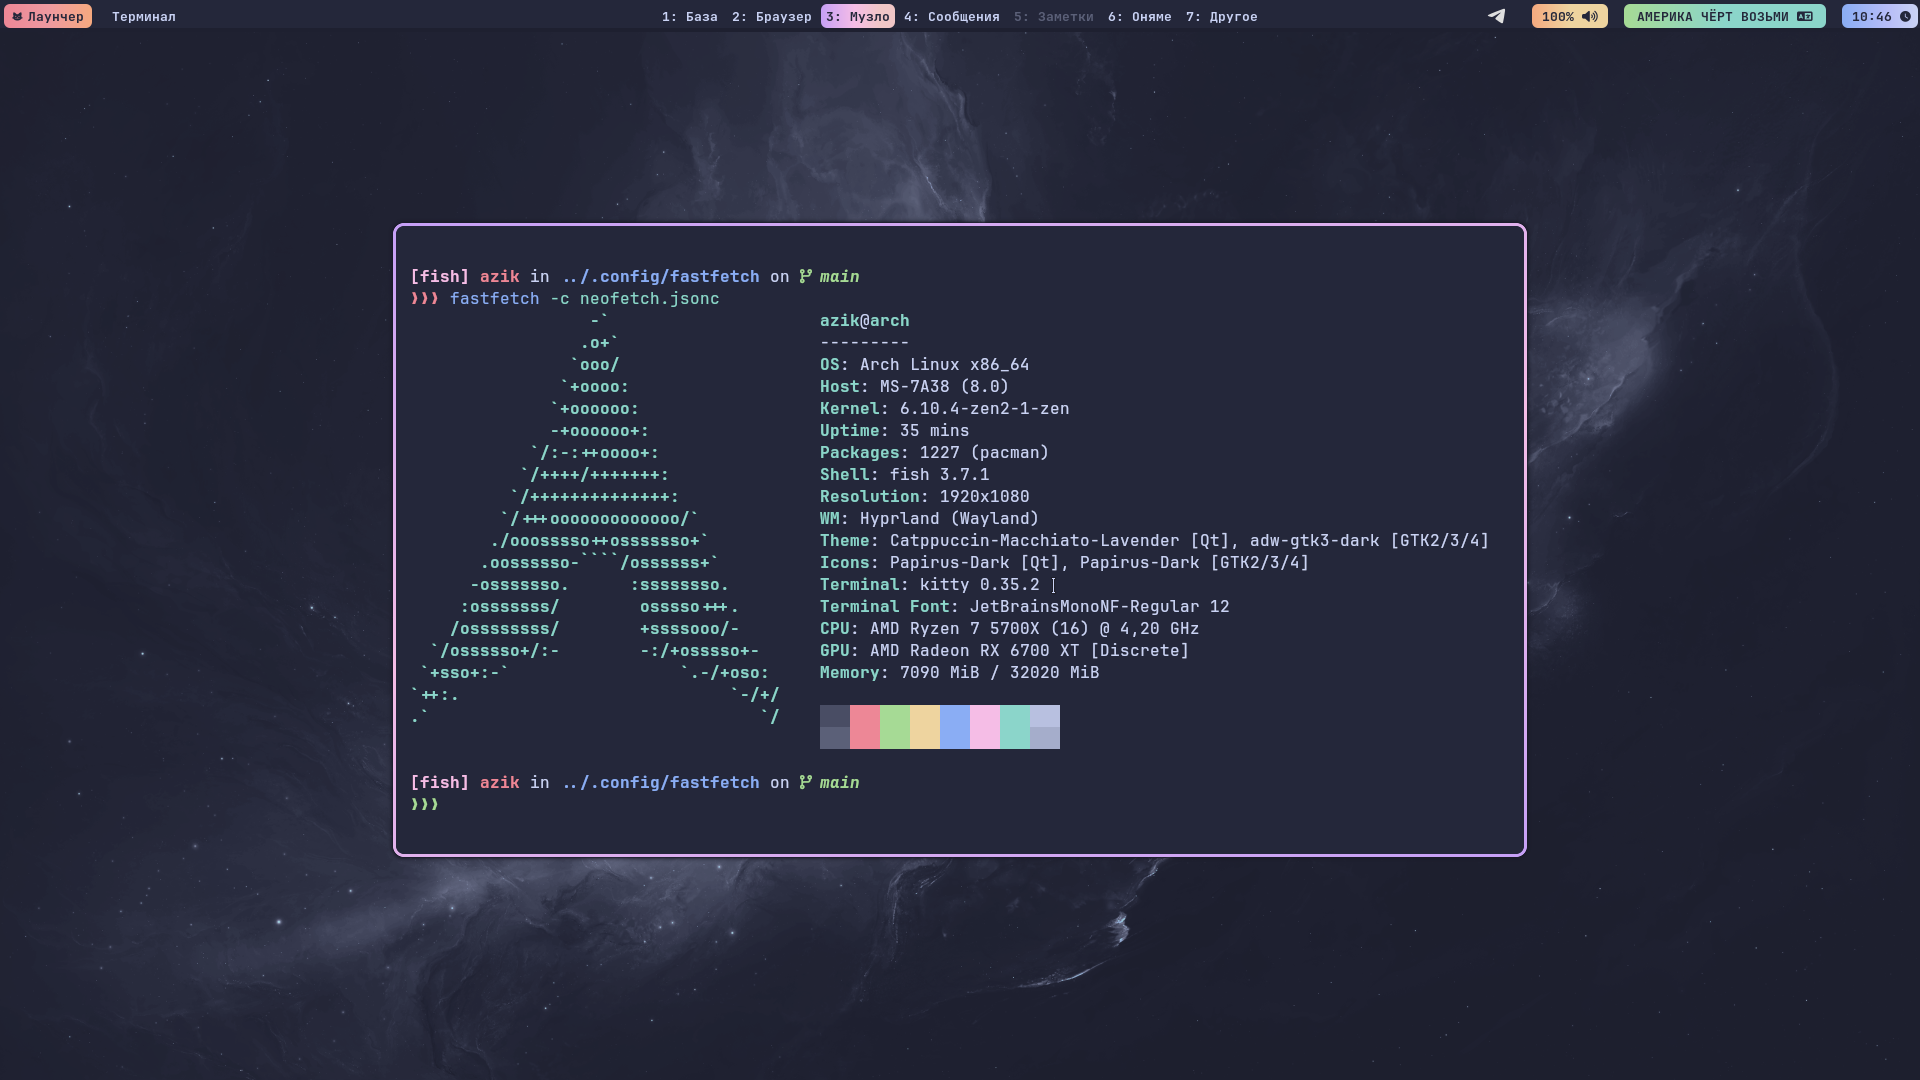 Лаунчер Терминал 1: База 2: Браузер 3: Музло 4: Сообщения 5: Заметки 6: Оняме 7: Другое 100% АМЕРИКА ЧЁРТ ВОЗЬМИ 10:46
[fish] azik in ../.config/fastfetch on main
❫❫❫ fastfetch -c neofetch.jsonc
-` azik@arch
.o+` ---------
`ooo/ OS: Arch Linux x86_64
`+oooo: Host: MS-7A38 (8.0)
`+oooooo: Kernel: 6.10.4-zen2-1-zen
-+oooooo+: Uptime: 35 mins
`/:-:++oooo+: Packages: 1227 (pacman)
`/++++/+++++++: Shell: fish 3.7.1
`/++++++++++++++: Resolution: 1920x1080
`/+++ooooooooooooo/` WM: Hyprland (Wayland)
./ooosssso++osssssso+` Theme: Catppuccin-Macchiato-Lavender [Qt], adw-gtk3-dark [GTK2/3/4]
.oossssso-````/ossssss+` Icons: Papirus-Dark [Qt], Papirus-Dark [GTK2/3/4]
-osssssso. :ssssssso. Terminal: kitty 0.35.2
:osssssss/ osssso+++. Terminal Font: JetBrainsMonoNF-Regular 12
/ossssssss/ +ssssooo/- CPU: AMD Ryzen 7 5700X (16) @ 4,20 GHz
`/ossssso+/:- -:/+osssso+- GPU: AMD Radeon RX 6700 XT [Discrete]
`+sso+:-` `.-/+oso: Memory: 7090 MiB / 32020 MiB
`++:. `-/+/
.` `/
[fish] azik in ../.config/fastfetch on main
❫❫❫